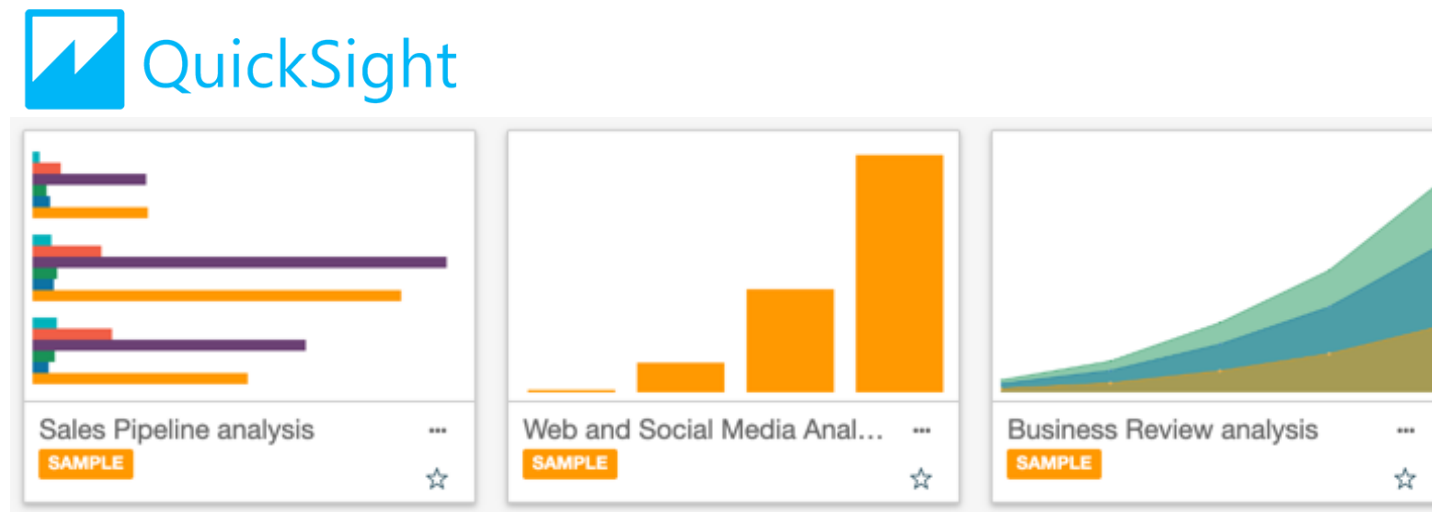 QuickSight
Sales Pipeline analysis
SAMPLE
Web and Social Media Anal...
SAMPLE
Business Review analysis
SAMPLE